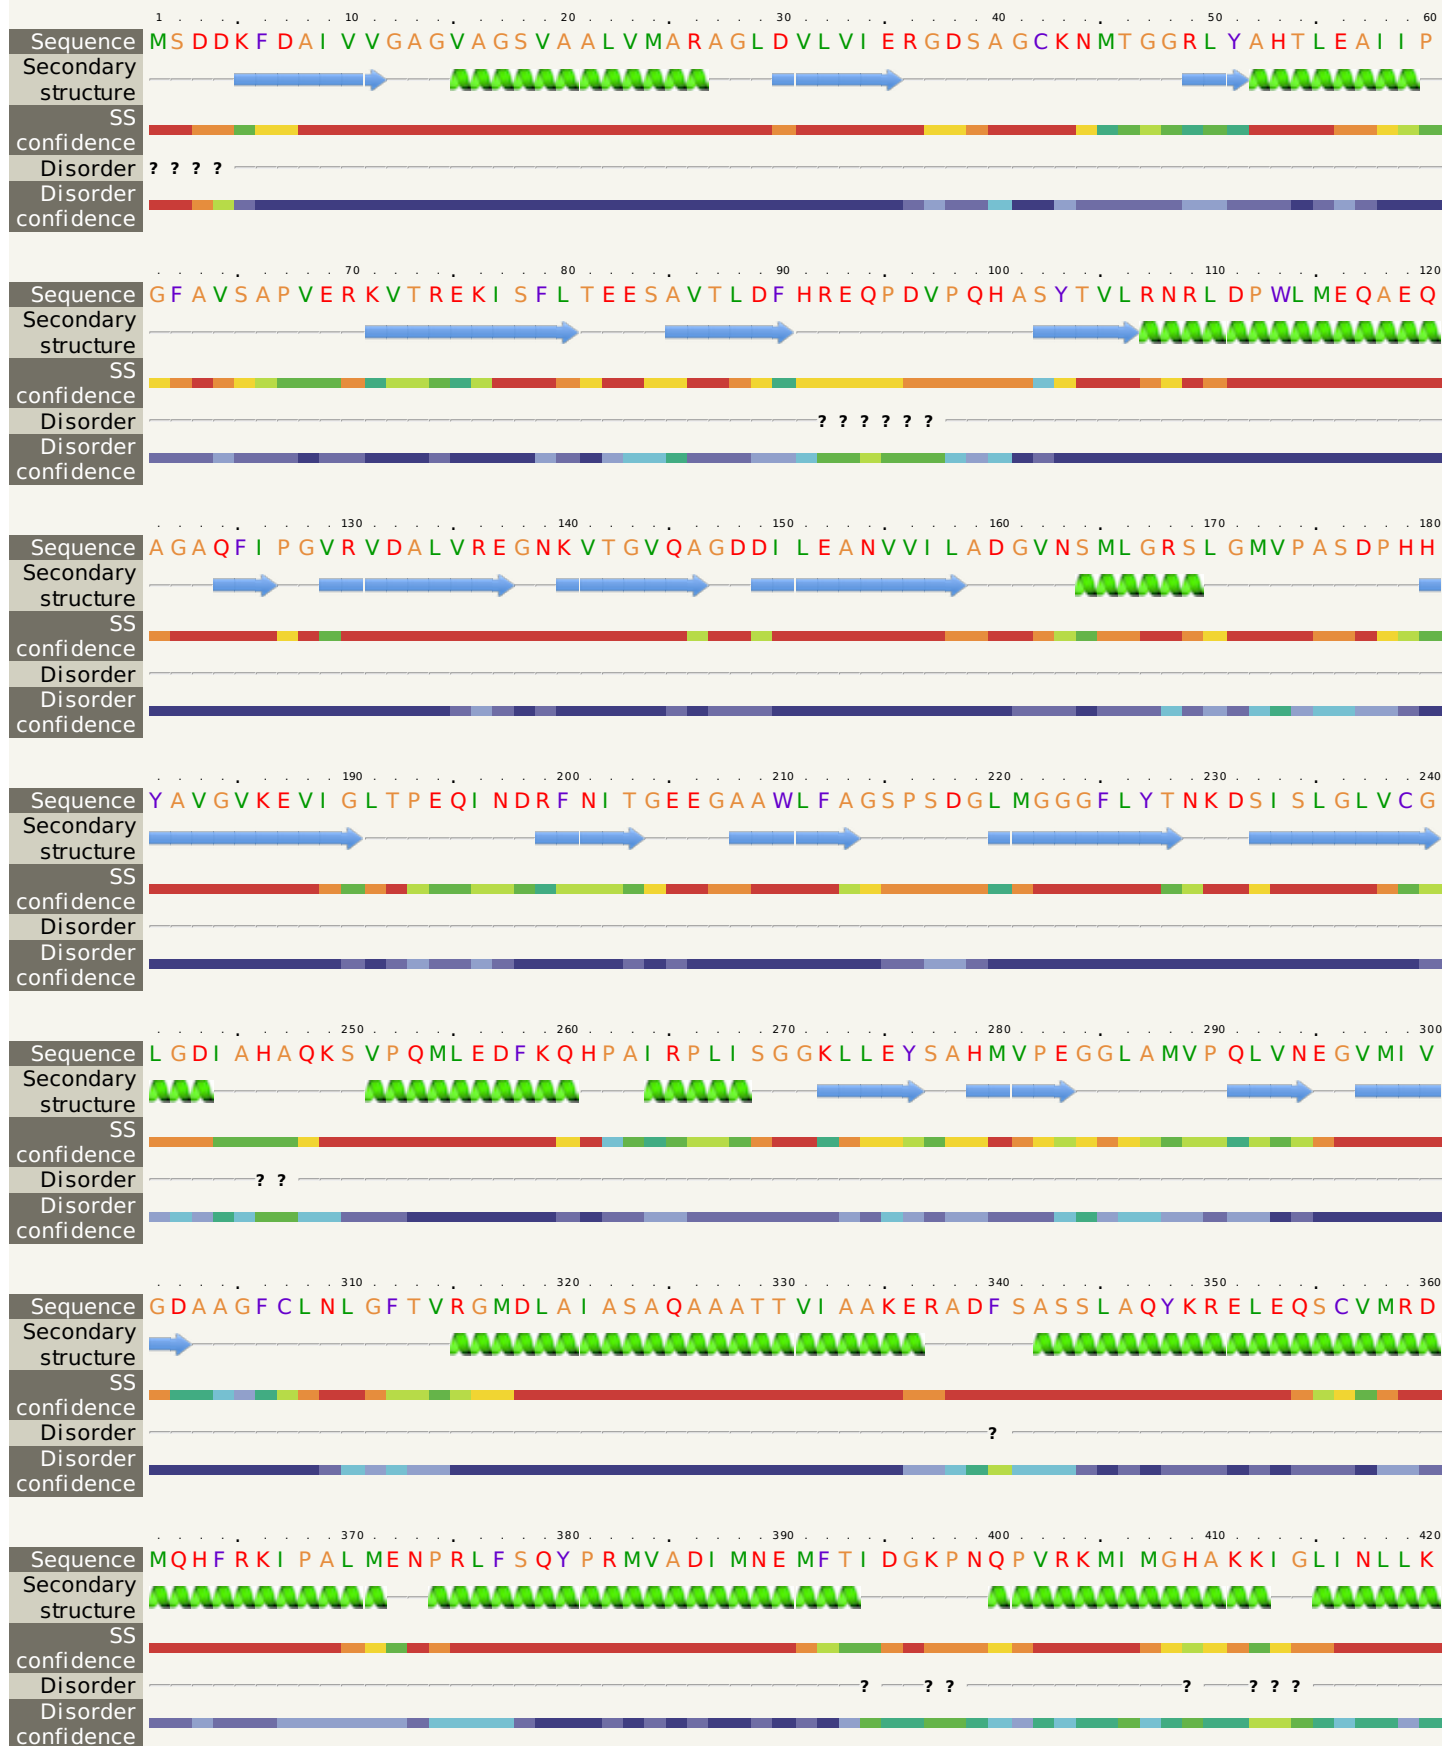 1 10 20 30 40 50 60
Sequence MSDDKFDAIVVGAGVAGSVAALVMARAGLDVLVIERGDSAGCKNMTGGRLYAHTLEAIIP
Secondary
structure
SS
confidence
Disorder ? ? ? ?
Disorder
confidence
70 80 90 100 110 120
Sequence GFAVSAPVERKVTREKISFLTEESAVTLDFHREQPDVPQHASYTVLRNRLDPWLMEQAEQ
Secondary
structure
SS
confidence
Disorder ? ? ? ? ? ?
Disorder
confidence
130 140 150 160 170 180
Sequence AGAQFIPGVRVDALVREGNKVTGVQAGDDILEANVVILADGVNSMLGRSLGMVPASDPHH
Secondary
structure
SS
confidence
Disorder
Disorder
confidence
190 200 210 220 230 240
Sequence YAVGVKEVIGLTPEQINDRFNITGEEGAAWLFAGSPSDGLMGGGFLYTNKDSISLGLVCG
Secondary
structure
SS
confidence
Disorder
Disorder
confidence
250 260 270 280 290 300
Sequence LGDIAHAQKSVPQMLEDFKQHPAIRPLISGGKLLEYSAHMVPEGGLAMVPQLVNEGVMIV
Secondary
structure
SS
confidence
Disorder ? ?
Disorder
confidence
310 320 330 340 350 360
Sequence GDAAGFCLNLGFTVRGMDLAIASAQAAATTVIAAKERADFSASSLAQYKRELEQSCVMRD
Secondary
structure
SS
confidence
Disorder ?
Disorder
confidence
370 380 390 400 410 420
Sequence MQHFRKIPALMENPRLFSQYPRMVADIMNEMFTIDGKPNQPVRKMIMGHAKKIGLINLLK
Secondary
structure
SS
confidence
Disorder ? ? ? ? ? ? ?
Disorder
confidence